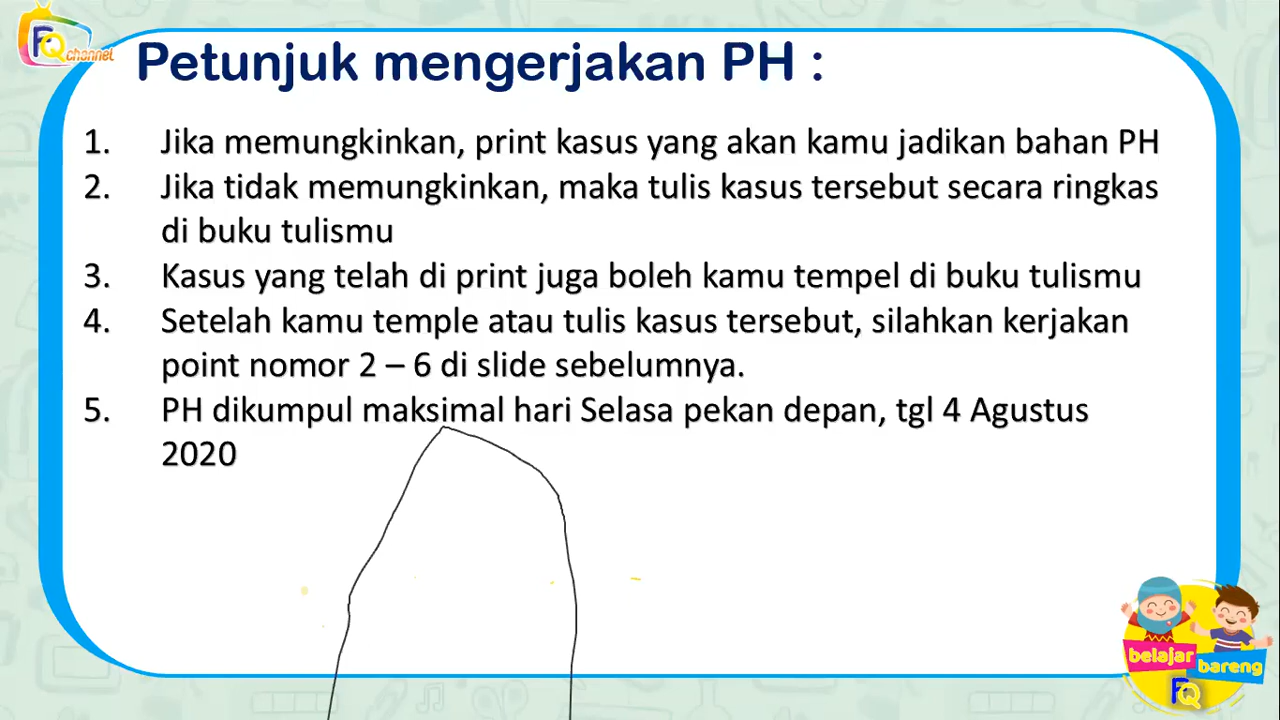 FQ channel
Petunjuk mengerjakan PH :
1. Jika memungkinkan, print kasus yang akan kamu jadikan bahan PH
2. Jika tidak memungkinkan, maka tulis kasus tersebut secara ringkas
di buku tulismu
3. Kasus yang telah di print juga boleh kamu tempel di buku tulismu
4. Setelah kamu temple atau tulis kasus tersebut, silahkan kerjakan
point nomor 2 – 6 di slide sebelumnya.
5. PH dikumpul maksimal hari Selasa pekan depan, tgl 4 Agustus
2020
belajar
bareng
FQ